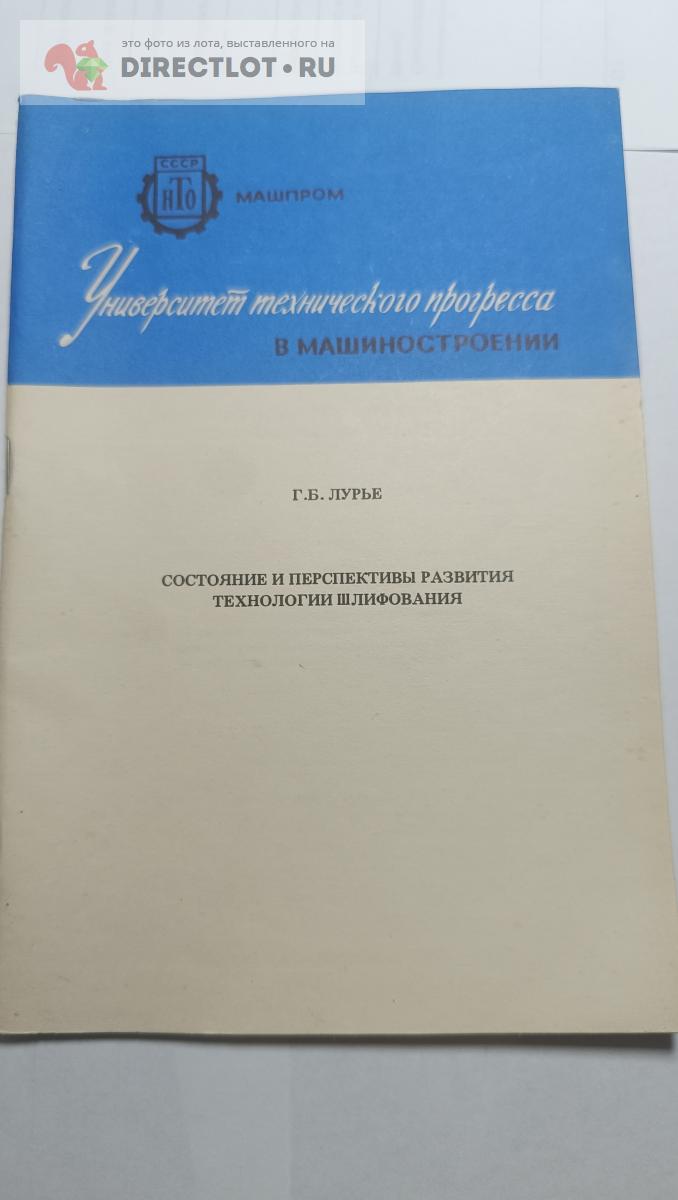 это фото из лота, выставленного на
DIRECTLOT•RU
СССР
НТО
МАШПРОМ
Университет технического прогресса
В МАШИНОСТРОЕНИИ
Г.Б. ЛУРЬЕ
СОСТОЯНИЕ И ПЕРСПЕКТИВЫ РАЗВИТИЯ
ТЕХНОЛОГИИ ШЛИФОВАНИЯ